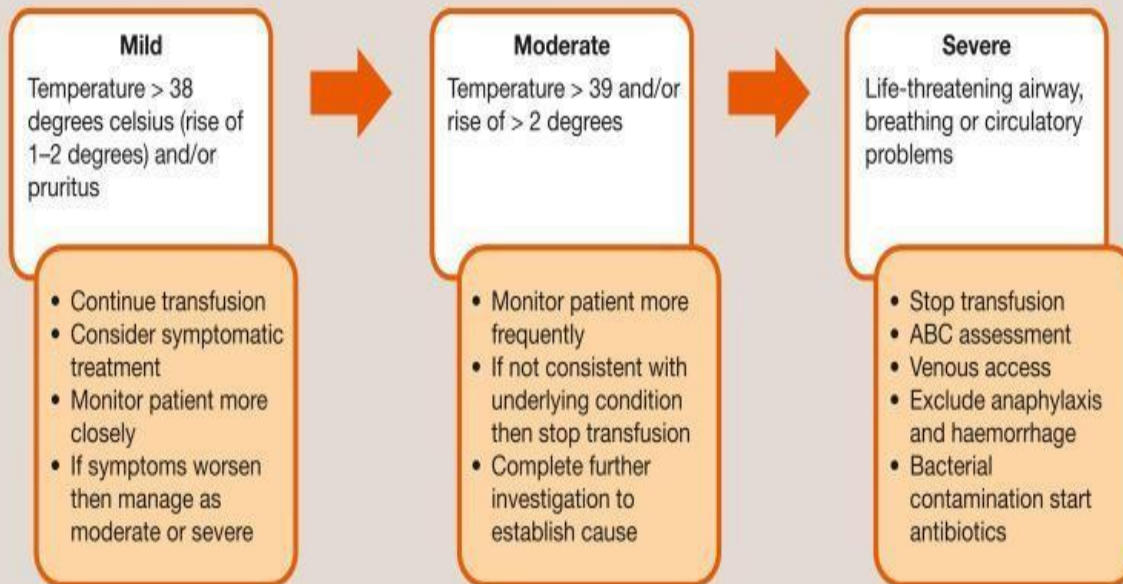 Mild
Temperature > 38
degrees celsius (rise of
1–2 degrees) and/or
pruritus
• Continue transfusion
• Consider symptomatic
treatment
• Monitor patient more
closely
• If symptoms worsen
then manage as
moderate or severe
Moderate
Temperature > 39 and/or
rise of > 2 degrees
• Monitor patient more
frequently
• If not consistent with
underlying condition
then stop transfusion
• Complete further
investigation to
establish cause
Severe
Life-threatening airway,
breathing or circulatory
problems
• Stop transfusion
• ABC assessment
• Venous access
• Exclude anaphylaxis
and haemorrhage
• Bacterial
contamination start
antibiotics